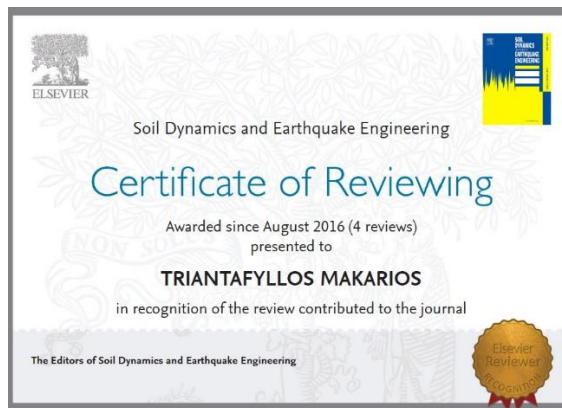 ELSEVIER
SOIL
DYNAMICS
EARTHQUAKE
ENGINEERING
Soil Dynamics and Earthquake Engineering
Certificate of Reviewing
Awarded since August 2016 (4 reviews)
presented to
TRIANTAFYLLOS MAKARIOS
in recognition of the review contributed to the journal
The Editors of Soil Dynamics and Earthquake Engineering
Elsevier
Reviewer
RECOGNITION
NON SOLUS